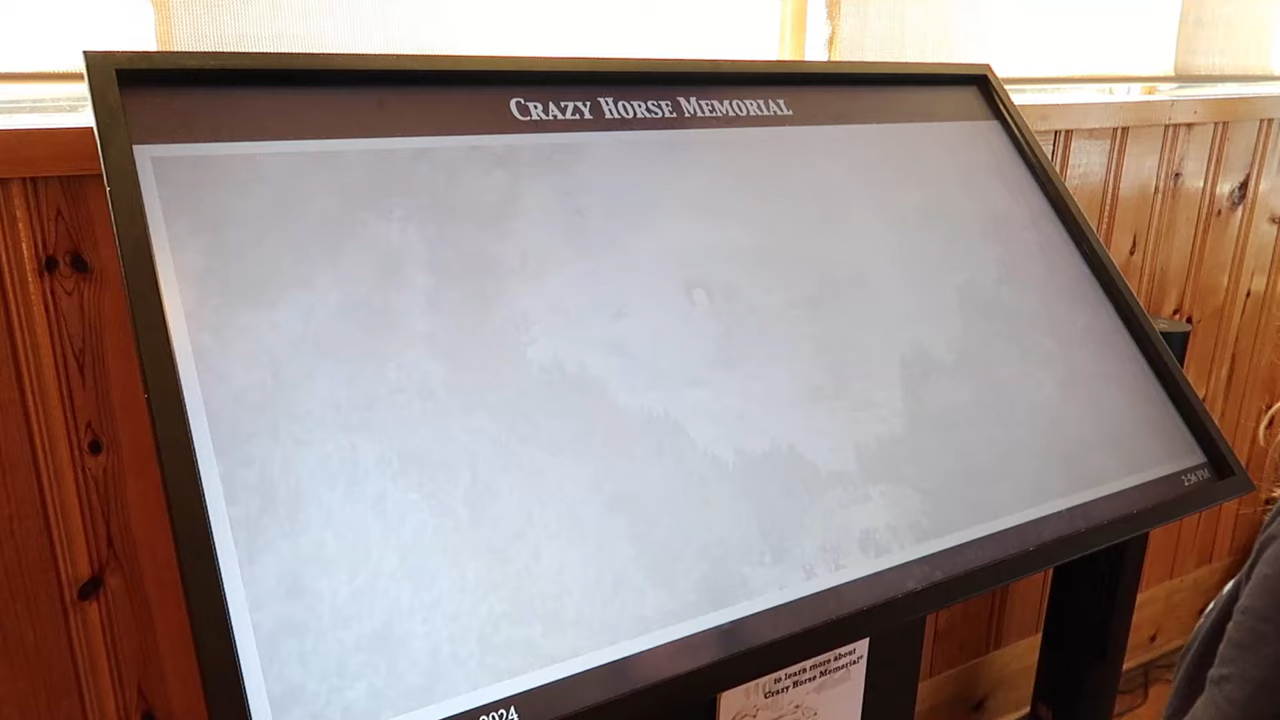 CRAZY HORSE MEMORIAL
2:56 PM
2024
to learn more about
Crazy Horse Memorial®